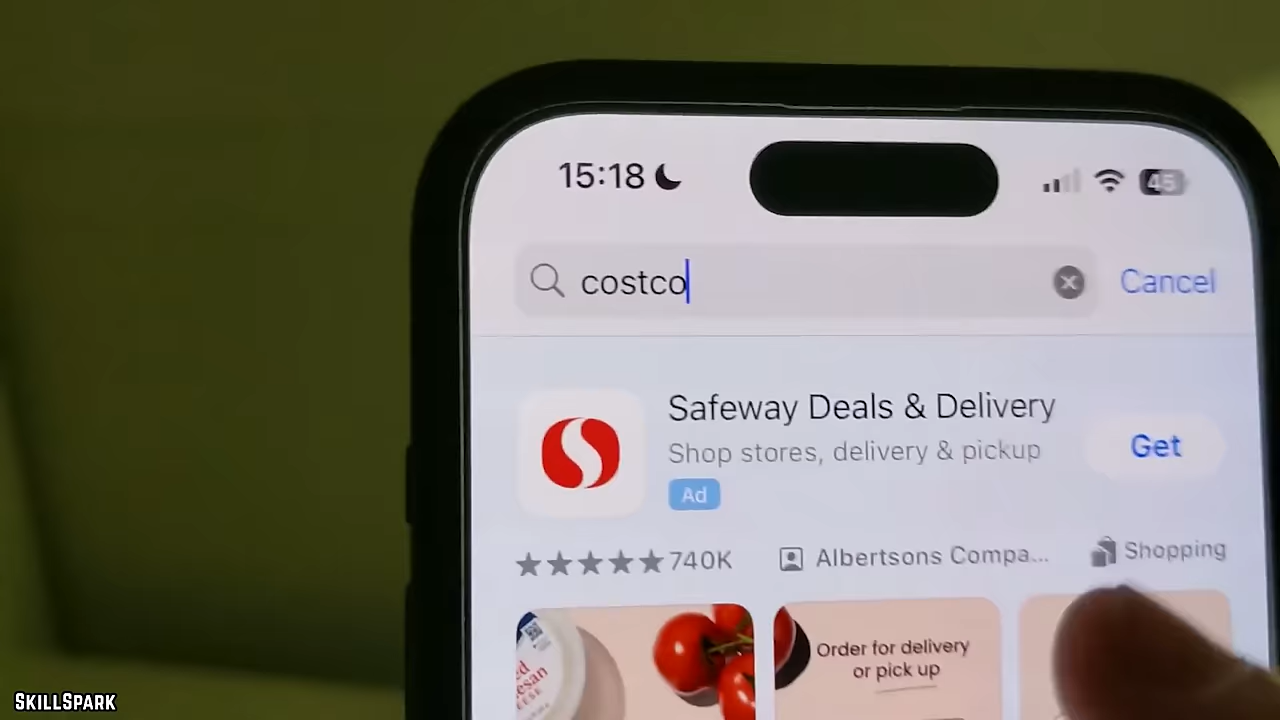 15:18
45
costco
Cancel
Safeway Deals & Delivery
Shop stores, delivery & pickup
Get
Ad
740K
Albertsons Compa...
Shopping
Order for delivery
or pick up
SkillSpark